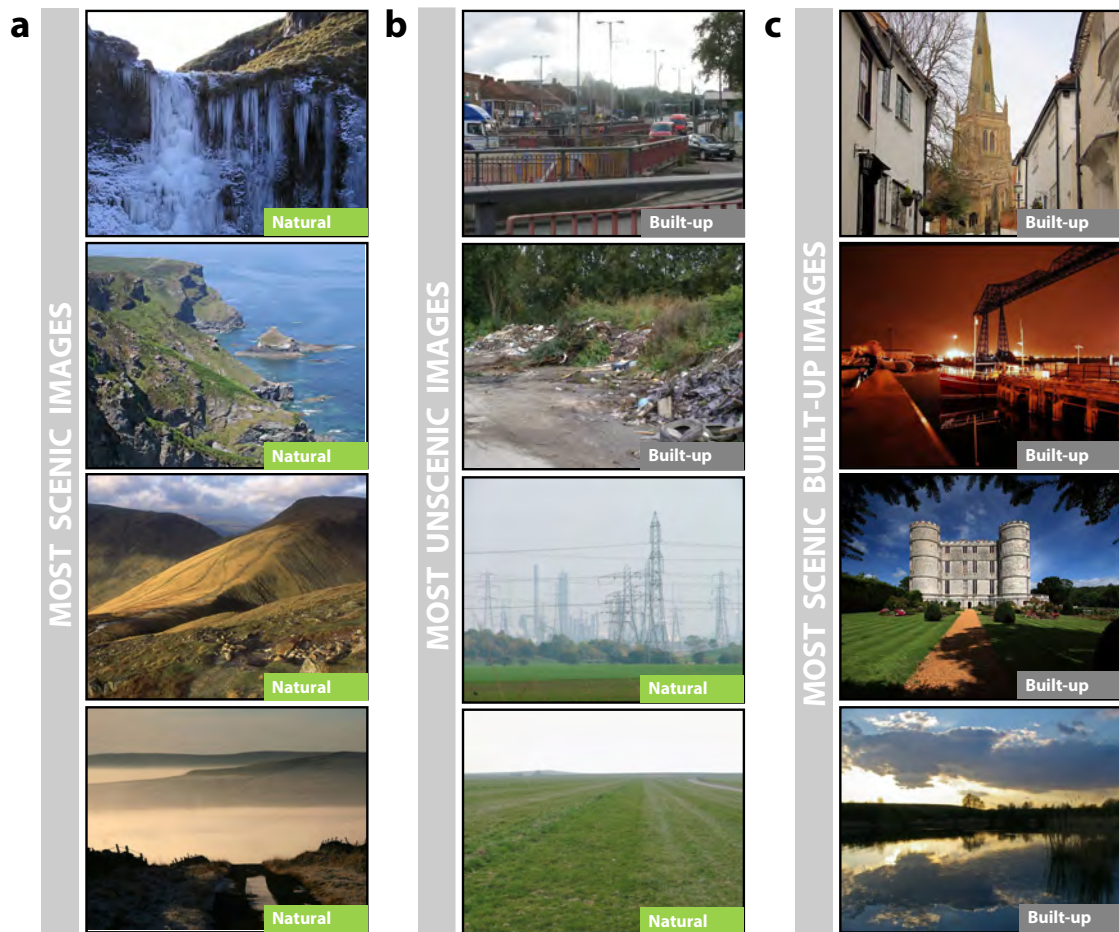 a
MOST SCENIC IMAGES
Natural
Natural
Natural
Natural
b
MOST UNSCENIC IMAGES
Built-up
Built-up
Natural
Natural
c
MOST SCENIC BUILT-UP IMAGES
Built-up
Built-up
Built-up
Built-up